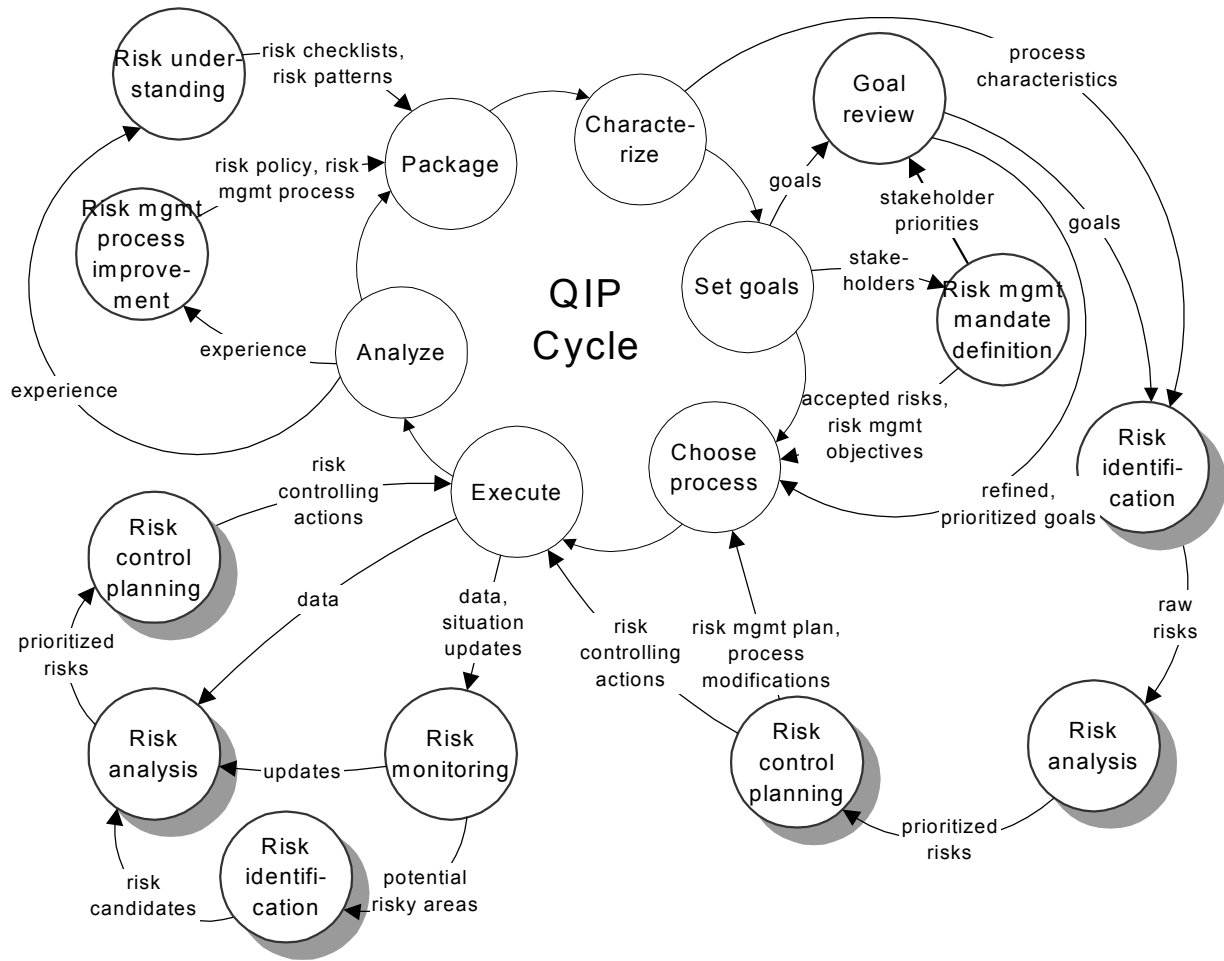 Risk under-
standing
risk checklists,
risk patterns
Package
Characte-
rize
Goal
review
process
characteristics
risk policy, risk
mgmt process
Risk mgmt
process
improve-
ment
goals
stakeholder
priorities
goals
QIP
Cycle
Set goals
stake-
holders
Risk mgmt
mandate
definition
experience
Analyze
experience
accepted risks,
risk mgmt
objectives
Choose
process
Risk
identifi-
cation
refined,
prioritized goals
risk
controlling
actions
Execute
Risk
control
planning
data
data,
situation
updates
risk
controlling
actions
risk mgmt plan,
process
modifications
raw
risks
prioritized
risks
Risk
analysis
updates
Risk
monitoring
Risk
control
planning
Risk
analysis
prioritized
risks
risk
candidates
Risk
identifi-
cation
potential
risky areas